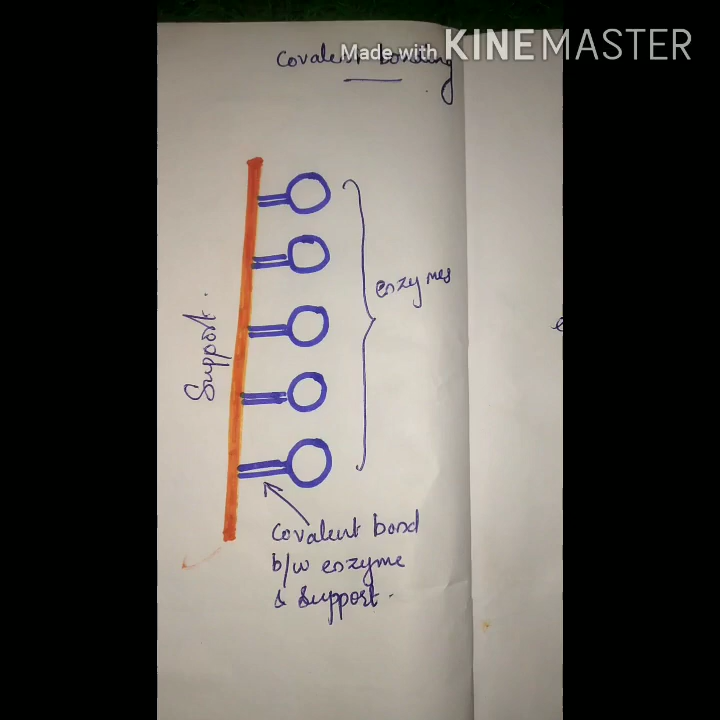 Made with KINEMASTER
Covalent bonding
Support.
enzymes
Covalent bond
b/w enzyme
& Support.